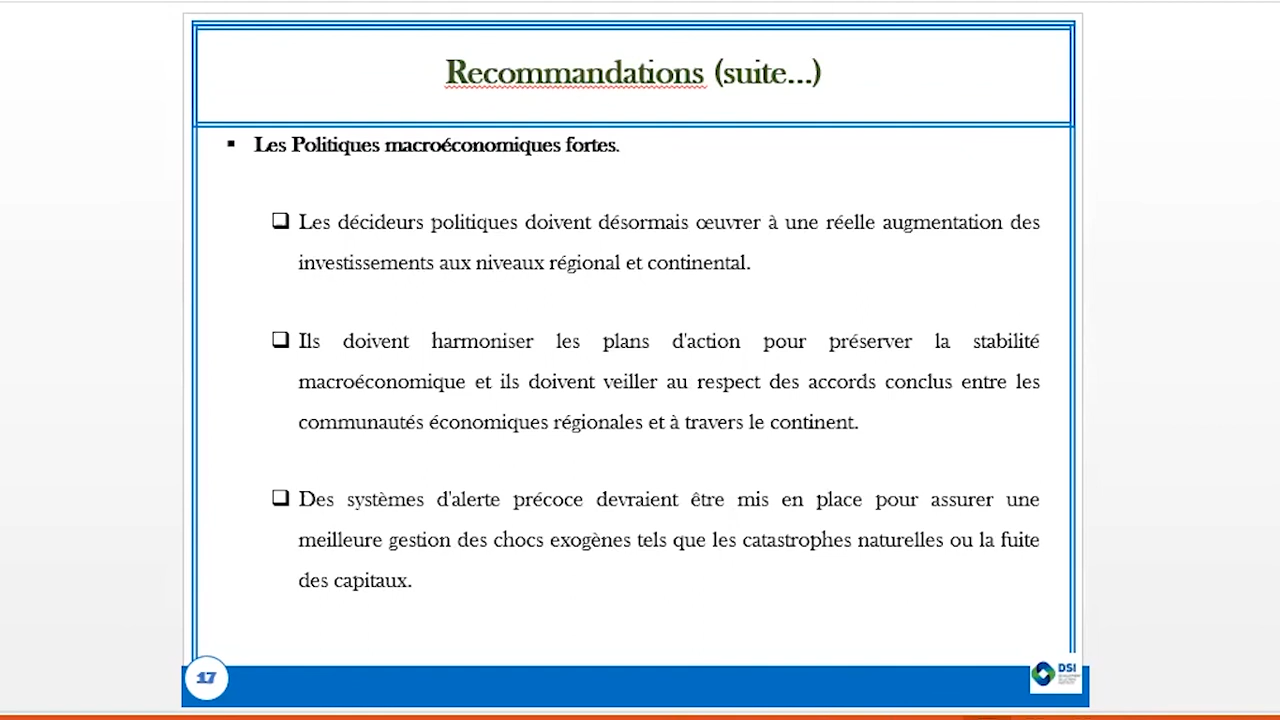 Recommandations (suite...)
▪ Les Politiques macroéconomiques fortes.
❑ Les décideurs politiques doivent désormais œuvrer à une réelle augmentation des
investissements aux niveaux régional et continental.
❑ Ils doivent harmoniser les plans d'action pour préserver la stabilité
macroéconomique et ils doivent veiller au respect des accords conclus entre les
communautés économiques régionales et à travers le continent.
❑ Des systèmes d'alerte précoce devraient être mis en place pour assurer une
meilleure gestion des chocs exogènes tels que les catastrophes naturelles ou la fuite
des capitaux.
17
DSI